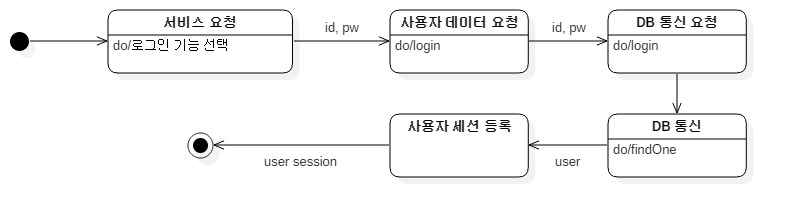 서비스 요청
do/로그인 기능 선택
id, pw
사용자 데이터 요청
do/login
id, pw
DB 통신 요청
do/login
DB 통신
do/findOne
user
사용자 세션 등록
user session